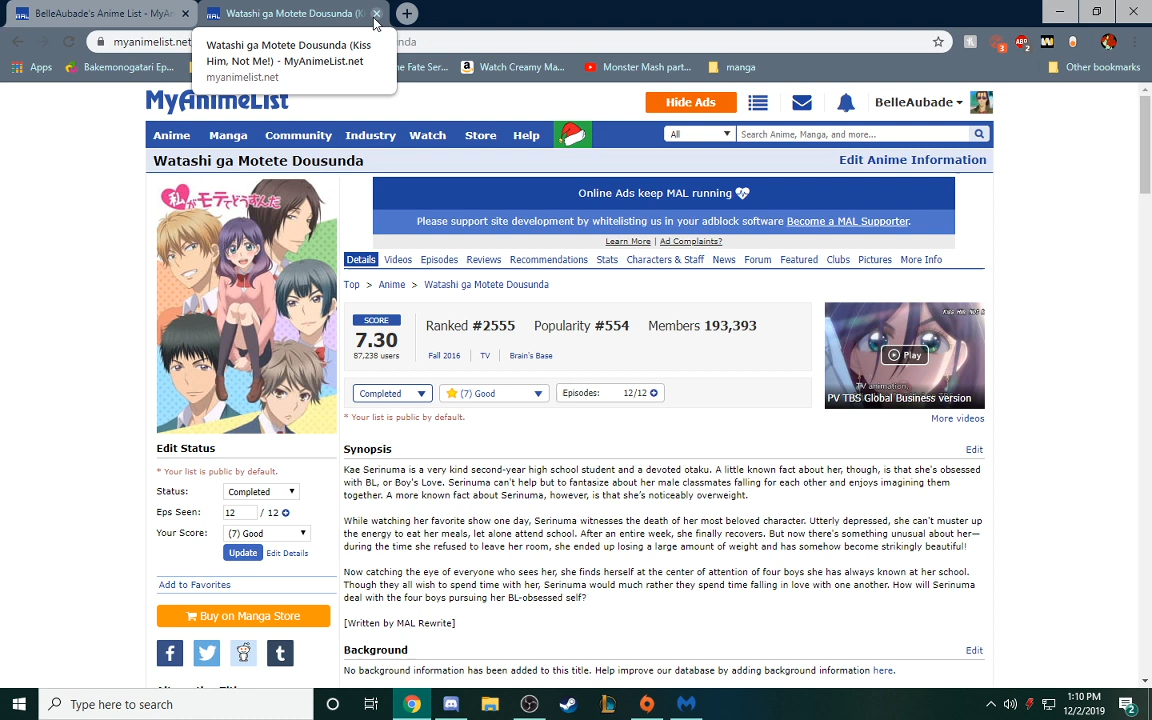 BelleAubade's Anime List - MyAn
Watashi ga Motete Dousunda (K
myanimelist.net
unda
Watashi ga Motete Dousunda (Kiss
Him, Not Me!) - MyAnimeList.net
myanimelist.net
3
2
Apps
Bakemonogatari Ep...
ne Fate Ser...
Watch Creamy Ma...
Monster Mash part...
manga
Other bookmarks
MyAnimeList
Hide Ads
BelleAubade
Anime
Manga
Community
Industry
Watch
Store
Help
All
Search Anime, Manga, and more...
Watashi ga Motete Dousunda
Edit Anime Information
私がモテてどうすんだ
Online Ads keep MAL running
Please support site development by whitelisting us in your adblock software Become a MAL Supporter.
Learn More | Ad Complaints?
Details Videos Episodes Reviews Recommendations Stats Characters & Staff News Forum Featured Clubs Pictures More Info
Top > Anime > Watashi ga Motete Dousunda
SCORE
7.30
87,238 users
Ranked #2555 Popularity #554 Members 193,393
Fall 2016 TV Brain's Base
Completed
(7) Good
Episodes: 12/12
* Your list is public by default.
Play
TV animation
PV TBS Global Business version
More videos
Edit Status
* Your list is public by default.
Status: Completed
Eps Seen: 12 / 12
Your Score: (7) Good
Update Edit Details
Add to Favorites
Buy on Manga Store
Synopsis
Edit
Kae Serinuma is a very kind second-year high school student and a devoted otaku. A little known fact about her, though, is that she's obsessed
with BL, or Boy's Love. Serinuma can't help but to fantasize about her male classmates falling for each other and enjoys imagining them
together. A more known fact about Serinuma, however, is that she's noticeably overweight.
While watching her favorite show one day, Serinuma witnesses the death of her most beloved character. Utterly depressed, she can't muster up
the energy to eat her meals, let alone attend school. After an entire week, she finally recovers. But now there's something unusual about her—
during the time she refused to leave her room, she ended up losing a large amount of weight and has somehow become strikingly beautiful!
Now catching the eye of everyone who sees her, she finds herself at the center of attention of four boys she has always known at her school.
Though they all wish to spend time with her, Serinuma would much rather they spend time falling in love with one another. How will Serinuma
deal with the four boys pursuing her BL-obsessed self?
[Written by MAL Rewrite]
Background
Edit
No background information has been added to this title. Help improve our database by adding background information here.
Type here to search
1:10 PM
12/2/2019
2